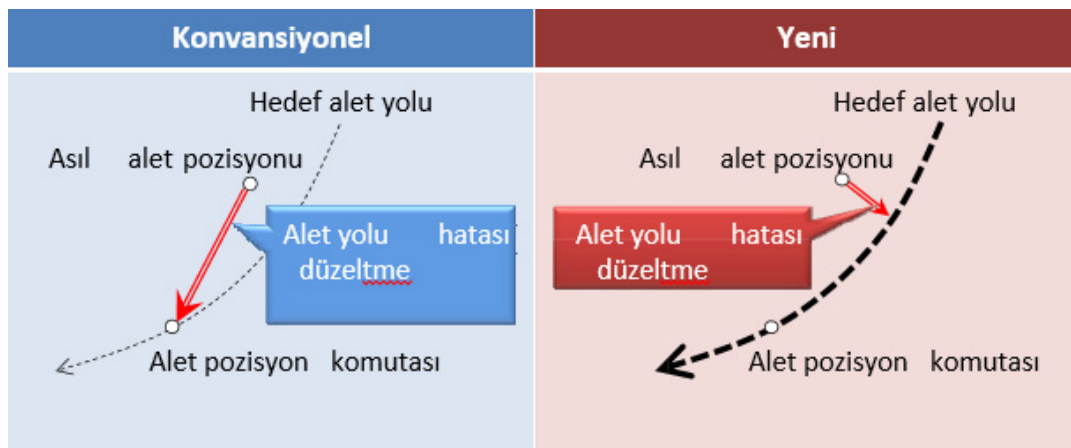 Konvansiyonel
Hedef alet yolu
Asıl alet pozisyonu
Alet yolu hatası
düzeltme
Alet pozisyon komutası
Yeni
Hedef alet yolu
Asıl alet pozisyonu
Alet yolu hatası
düzeltme
Alet pozisyon komutası